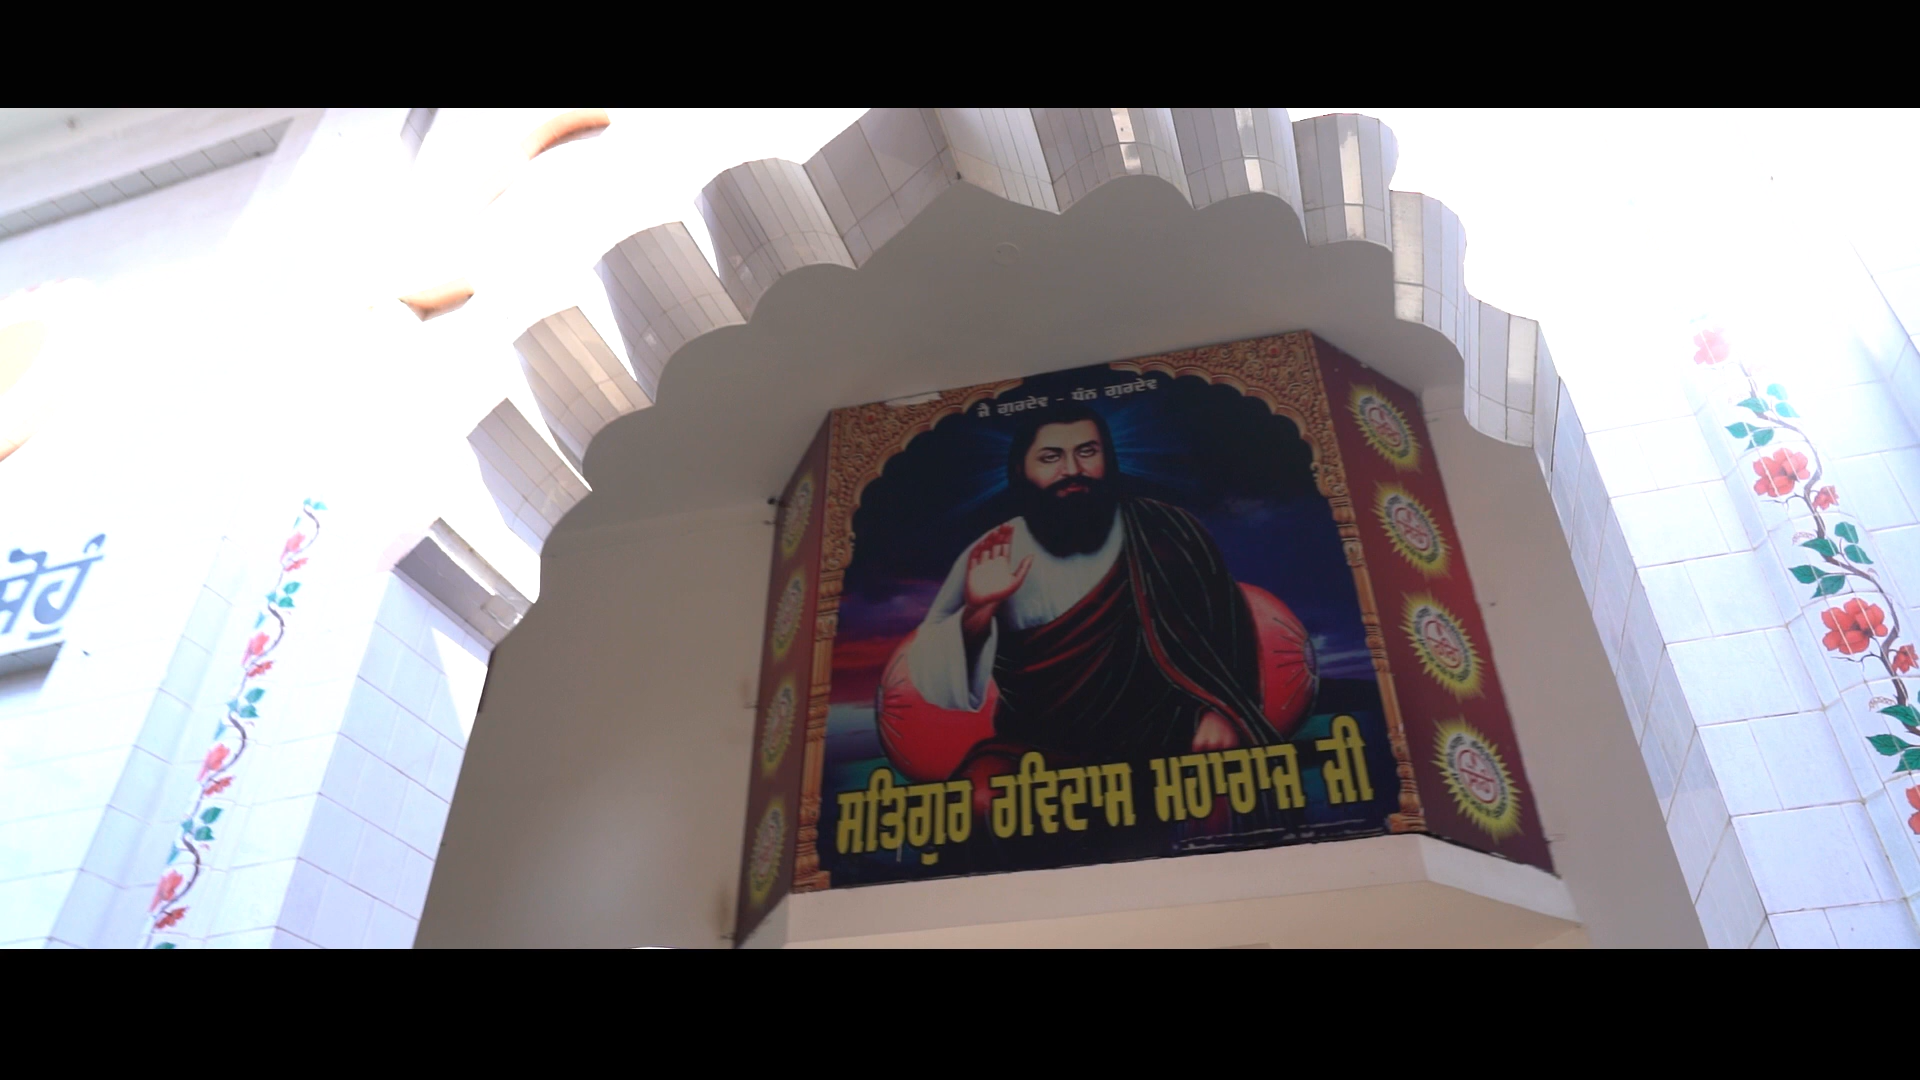 ਜੈ ਗੁਰਦੇਵ - ਧੰਨ ਗੁਰਦੇਵ
ਸੋਹੰ
ਸਤਿਗੁਰ ਰਵਿਦਾਸ ਮਹਾਰਾਜ ਜੀ